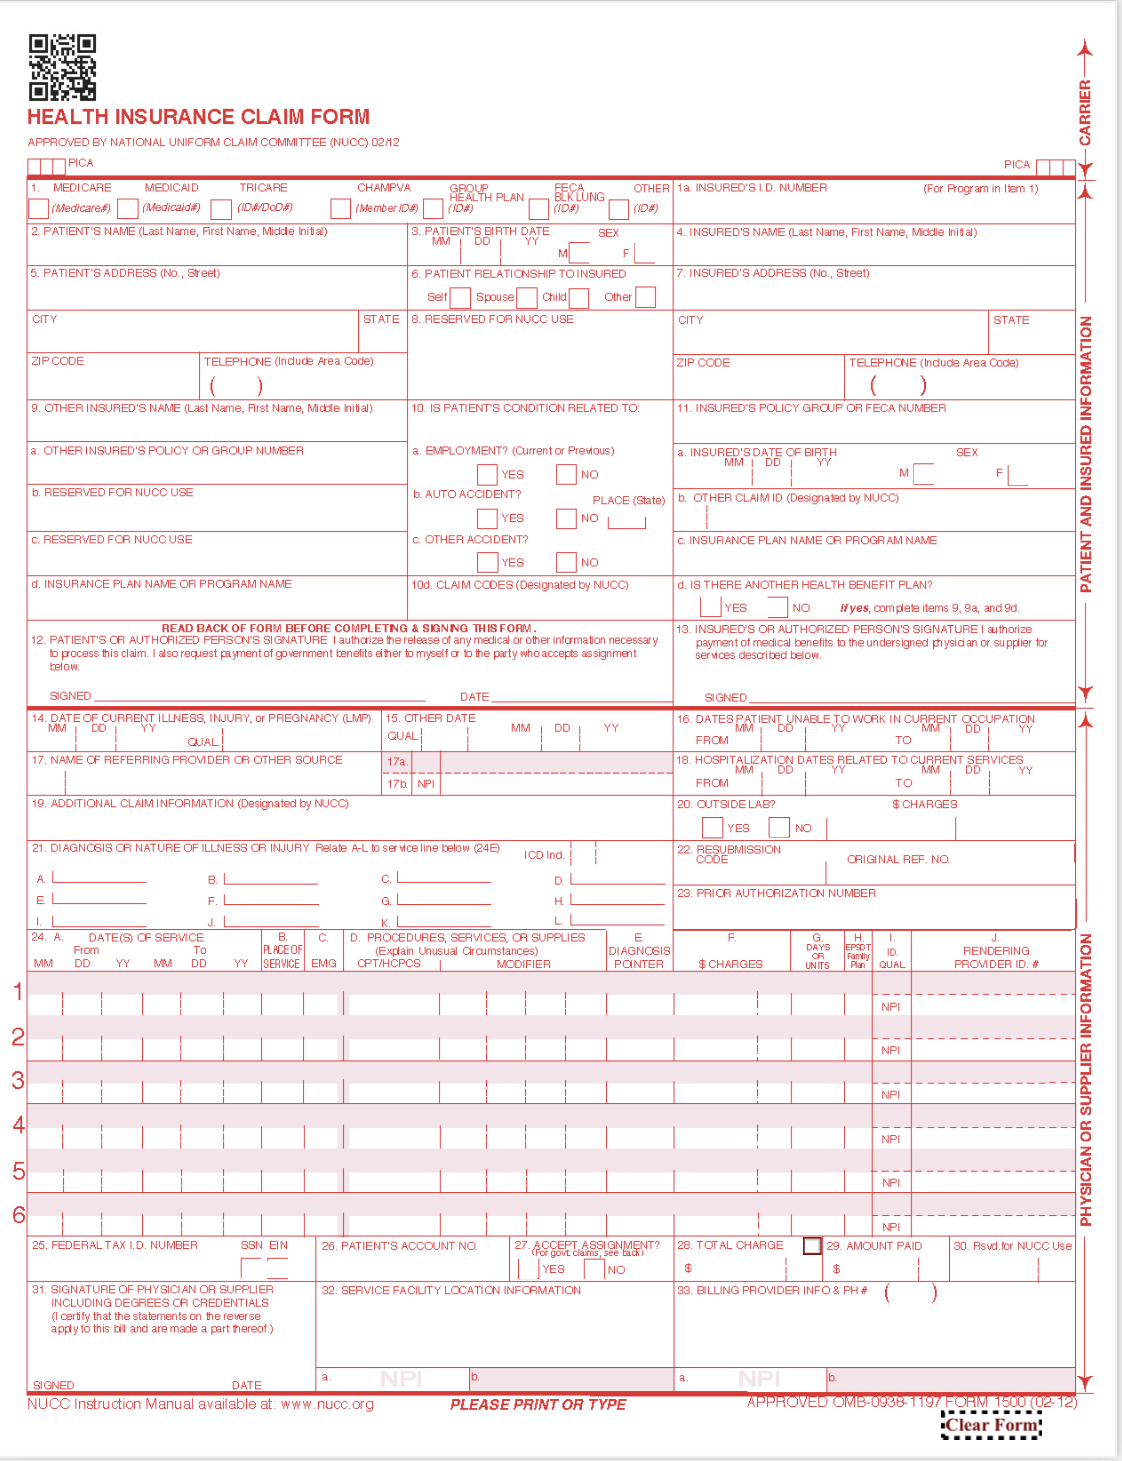 HEALTH INSURANCE CLAIM FORM
APPROVED BY NATIONAL UNIFORM CLAIM COMMITTEE (NUCC) 02/12
PICA
PICA
CARRIER
1. MEDICARE MEDICAID TRICARE CHAMPVA GROUP HEALTH PLAN FECA BLK LUNG OTHER
(Medicare#) (Medicaid#) (ID#/DoD#) (Member ID#) (ID#) (ID#) (ID#)
1a. INSURED'S I.D. NUMBER (For Program in Item 1)
2. PATIENT'S NAME (Last Name, First Name, Middle Initial)
3. PATIENT'S BIRTH DATE SEX
MM DD YY M F
4. INSURED'S NAME (Last Name, First Name, Middle Initial)
5. PATIENT'S ADDRESS (No., Street)
6. PATIENT RELATIONSHIP TO INSURED
Self Spouse Child Other
7. INSURED'S ADDRESS (No., Street)
CITY STATE
8. RESERVED FOR NUCC USE
CITY STATE
ZIP CODE TELEPHONE (Include Area Code)
( )
ZIP CODE TELEPHONE (Include Area Code)
( )
9. OTHER INSURED'S NAME (Last Name, First Name, Middle Initial)
10. IS PATIENT'S CONDITION RELATED TO:
11. INSURED'S POLICY GROUP OR FECA NUMBER
a. OTHER INSURED'S POLICY OR GROUP NUMBER
a. EMPLOYMENT? (Current or Previous)
YES NO
a. INSURED'S DATE OF BIRTH SEX
MM DD YY M F
b. RESERVED FOR NUCC USE
b. AUTO ACCIDENT? PLACE (State)
YES NO
b. OTHER CLAIM ID (Designated by NUCC)
c. RESERVED FOR NUCC USE
c. OTHER ACCIDENT?
YES NO
c. INSURANCE PLAN NAME OR PROGRAM NAME
d. INSURANCE PLAN NAME OR PROGRAM NAME
10d. CLAIM CODES (Designated by NUCC)
d. IS THERE ANOTHER HEALTH BENEFIT PLAN?
YES NO If yes, complete items 9, 9a, and 9d.
READ BACK OF FORM BEFORE COMPLETING & SIGNING THIS FORM.
12. PATIENT'S OR AUTHORIZED PERSON'S SIGNATURE I authorize the release of any medical or other information necessary
to process this claim. I also request payment of government benefits either to myself or to the party who accepts assignment
below.
SIGNED DATE
13. INSURED'S OR AUTHORIZED PERSON'S SIGNATURE I authorize
payment of medical benefits to the undersigned physician or supplier for
services described below.
SIGNED
PATIENT AND INSURED INFORMATION
14. DATE OF CURRENT ILLNESS, INJURY, or PREGNANCY (LMP)
MM DD YY
QUAL.
15. OTHER DATE
QUAL. MM DD YY
16. DATES PATIENT UNABLE TO WORK IN CURRENT OCCUPATION
MM DD YY MM DD YY
FROM TO
17. NAME OF REFERRING PROVIDER OR OTHER SOURCE
17a.
17b. NPI
18. HOSPITALIZATION DATES RELATED TO CURRENT SERVICES
MM DD YY MM DD YY
FROM TO
19. ADDITIONAL CLAIM INFORMATION (Designated by NUCC)
20. OUTSIDE LAB? $ CHARGES
YES NO
21. DIAGNOSIS OR NATURE OF ILLNESS OR INJURY Relate A-L to service line below (24E)
ICD Ind.
A. B. C. D.
E. F. G. H.
I. J. K. L.
22. RESUBMISSION
CODE ORIGINAL REF. NO.
23. PRIOR AUTHORIZATION NUMBER
24. A. DATE(S) OF SERVICE
From To
MM DD YY MM DD YY
B.
PLACE OF
SERVICE
C.
EMG
D. PROCEDURES, SERVICES, OR SUPPLIES
(Explain Unusual Circumstances)
CPT/HCPCS MODIFIER
E.
DIAGNOSIS
POINTER
F.
$ CHARGES
G.
DAYS
OR
UNITS
H.
EPSDT
Family
Plan
I.
ID.
QUAL.
J.
RENDERING
PROVIDER ID. #
1
NPI
2
NPI
3
NPI
4
NPI
5
NPI
6
NPI
25. FEDERAL TAX I.D. NUMBER SSN EIN
26. PATIENT'S ACCOUNT NO.
27. ACCEPT ASSIGNMENT?
(For govt. claims, see back)
YES NO
28. TOTAL CHARGE
$
29. AMOUNT PAID
$
30. Rsvd.for NUCC Use
31. SIGNATURE OF PHYSICIAN OR SUPPLIER
INCLUDING DEGREES OR CREDENTIALS
(I certify that the statements on the reverse
apply to this bill and are made a part thereof.)
SIGNED DATE
32. SERVICE FACILITY LOCATION INFORMATION
a. NPI b.
33. BILLING PROVIDER INFO & PH # ( )
a. NPI b.
PHYSICIAN OR SUPPLIER INFORMATION
NUCC Instruction Manual available at: www.nucc.org
PLEASE PRINT OR TYPE
APPROVED OMB-0938-1197 FORM 1500 (02-12)
Clear Form